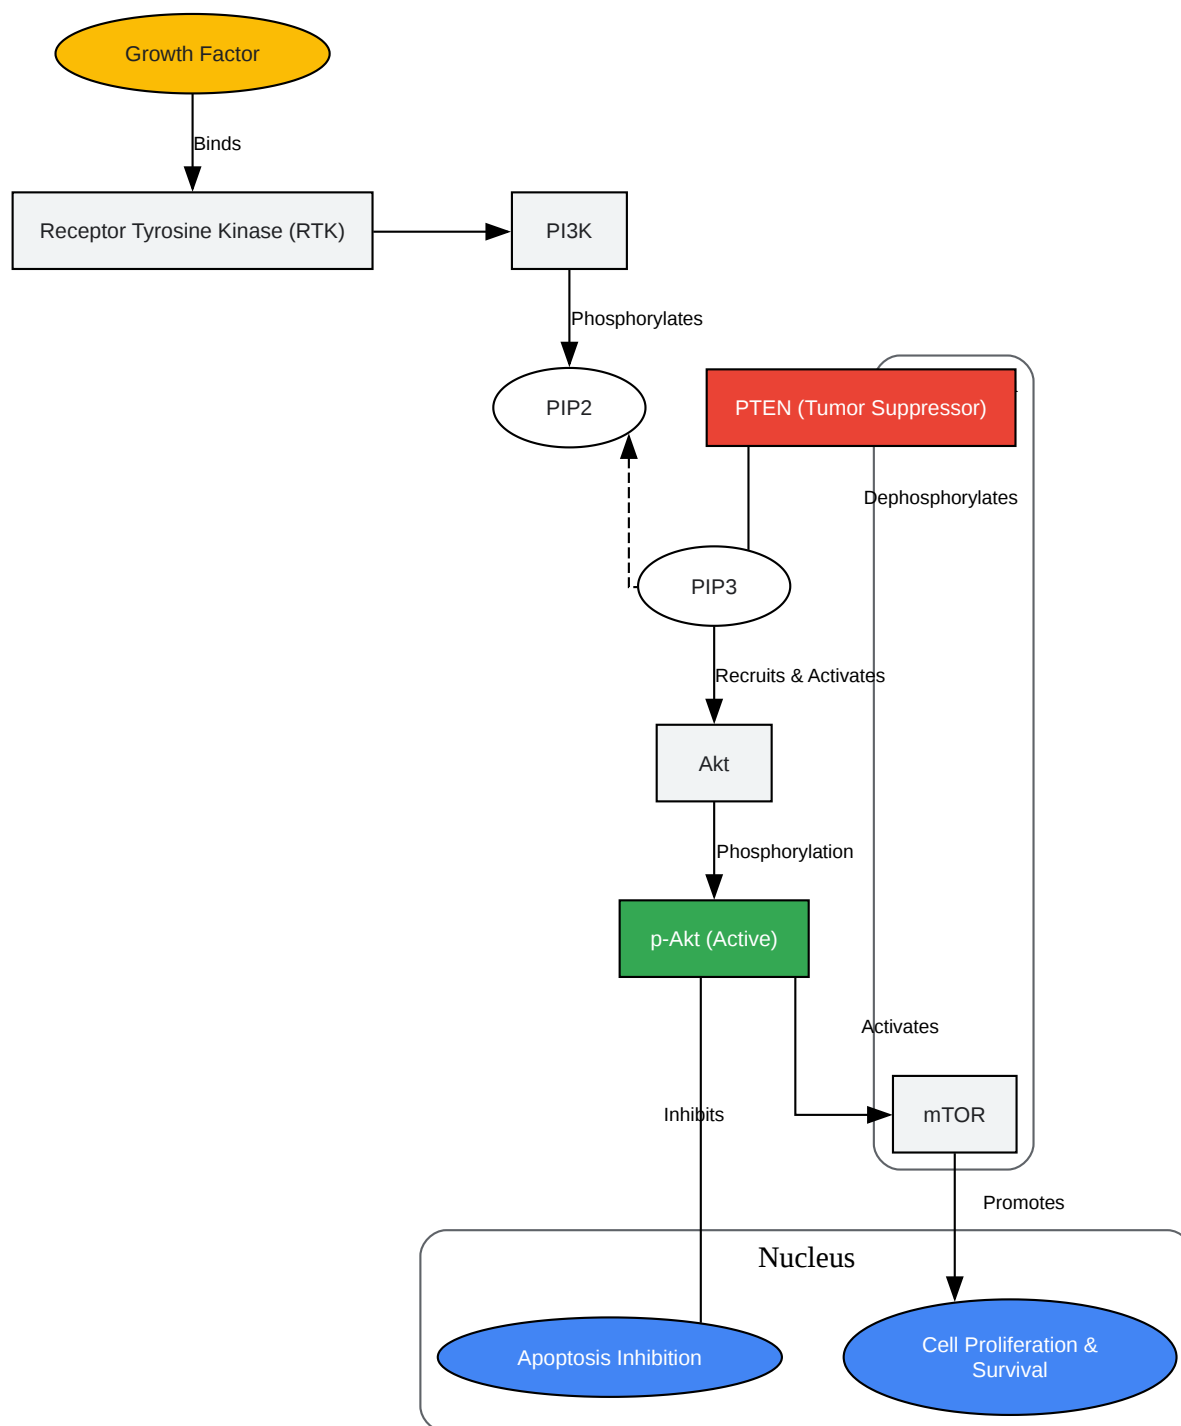 Growth Factor
Binds
Receptor Tyrosine Kinase (RTK)
PI3K
Phosphorylates
PIP2
PTEN (Tumor Suppressor)
Dephosphorylates
PIP3
Recruits & Activates
Akt
Phosphorylation
p-Akt (Active)
Activates
Inhibits
mTOR
Promotes
Nucleus
Apoptosis Inhibition
Cell Proliferation &
Survival